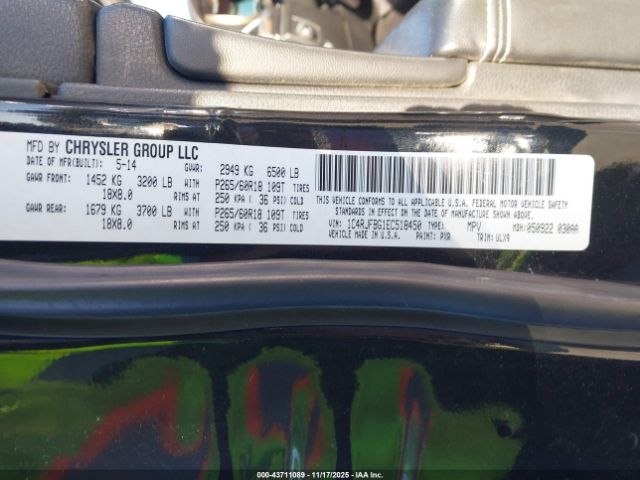 MFD BY CHRYSLER GROUP LLC
DATE OF MFR(BUILT): 5-14 GVWR: 2949 KG 6500 LB
GAWR FRONT: 1452 KG 3200 LB WITH P265/60R18 109T TIRES
18X8.0 RIMS AT 250 KPA ( 36 PSI) COLD
GAWR REAR: 1679 KG 3700 LB WITH P265/60R18 109T TIRES
18X8.0 RIMS AT 250 KPA ( 36 PSI) COLD
THIS VEHICLE CONFORMS TO ALL APPLICABLE U.S.A. FEDERAL MOTOR VEHICLE SAFETY
STANDARDS IN EFFECT ON THE DATE OF MANUFACTURE SHOWN ABOVE.
VIN: 1C4RJFBG1EC518450 TYPE: MPV MDH: 050922 030AA
VEHICLE MADE IN U.S.A. PAINT: PXR TRIM: VLX9
000-43711089 - 11/17/2025 - IAA Inc.